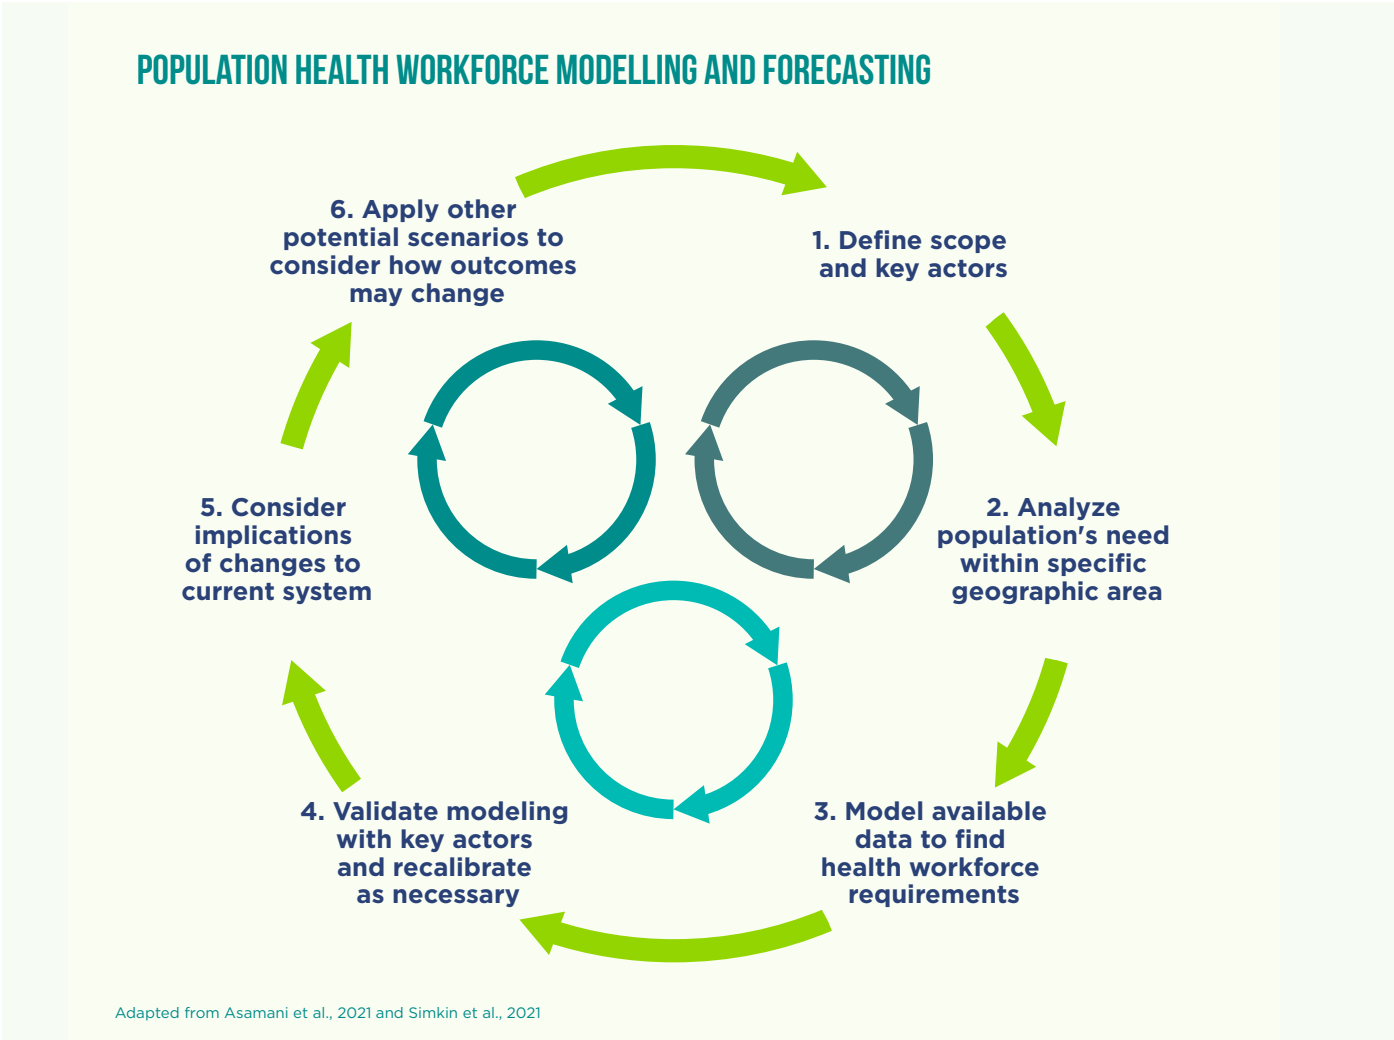 POPULATION HEALTH WORKFORCE MODELLING AND FORECASTING
1. Define scope
and key actors
2. Analyze
population's need
within specific
geographic area
3. Model available
data to find
health workforce
requirements
4. Validate modeling
with key actors
and recalibrate
as necessary
5. Consider
implications
of changes to
current system
6. Apply other
potential scenarios to
consider how outcomes
may change
Adapted from Asamani et al., 2021 and Simkin et al., 2021